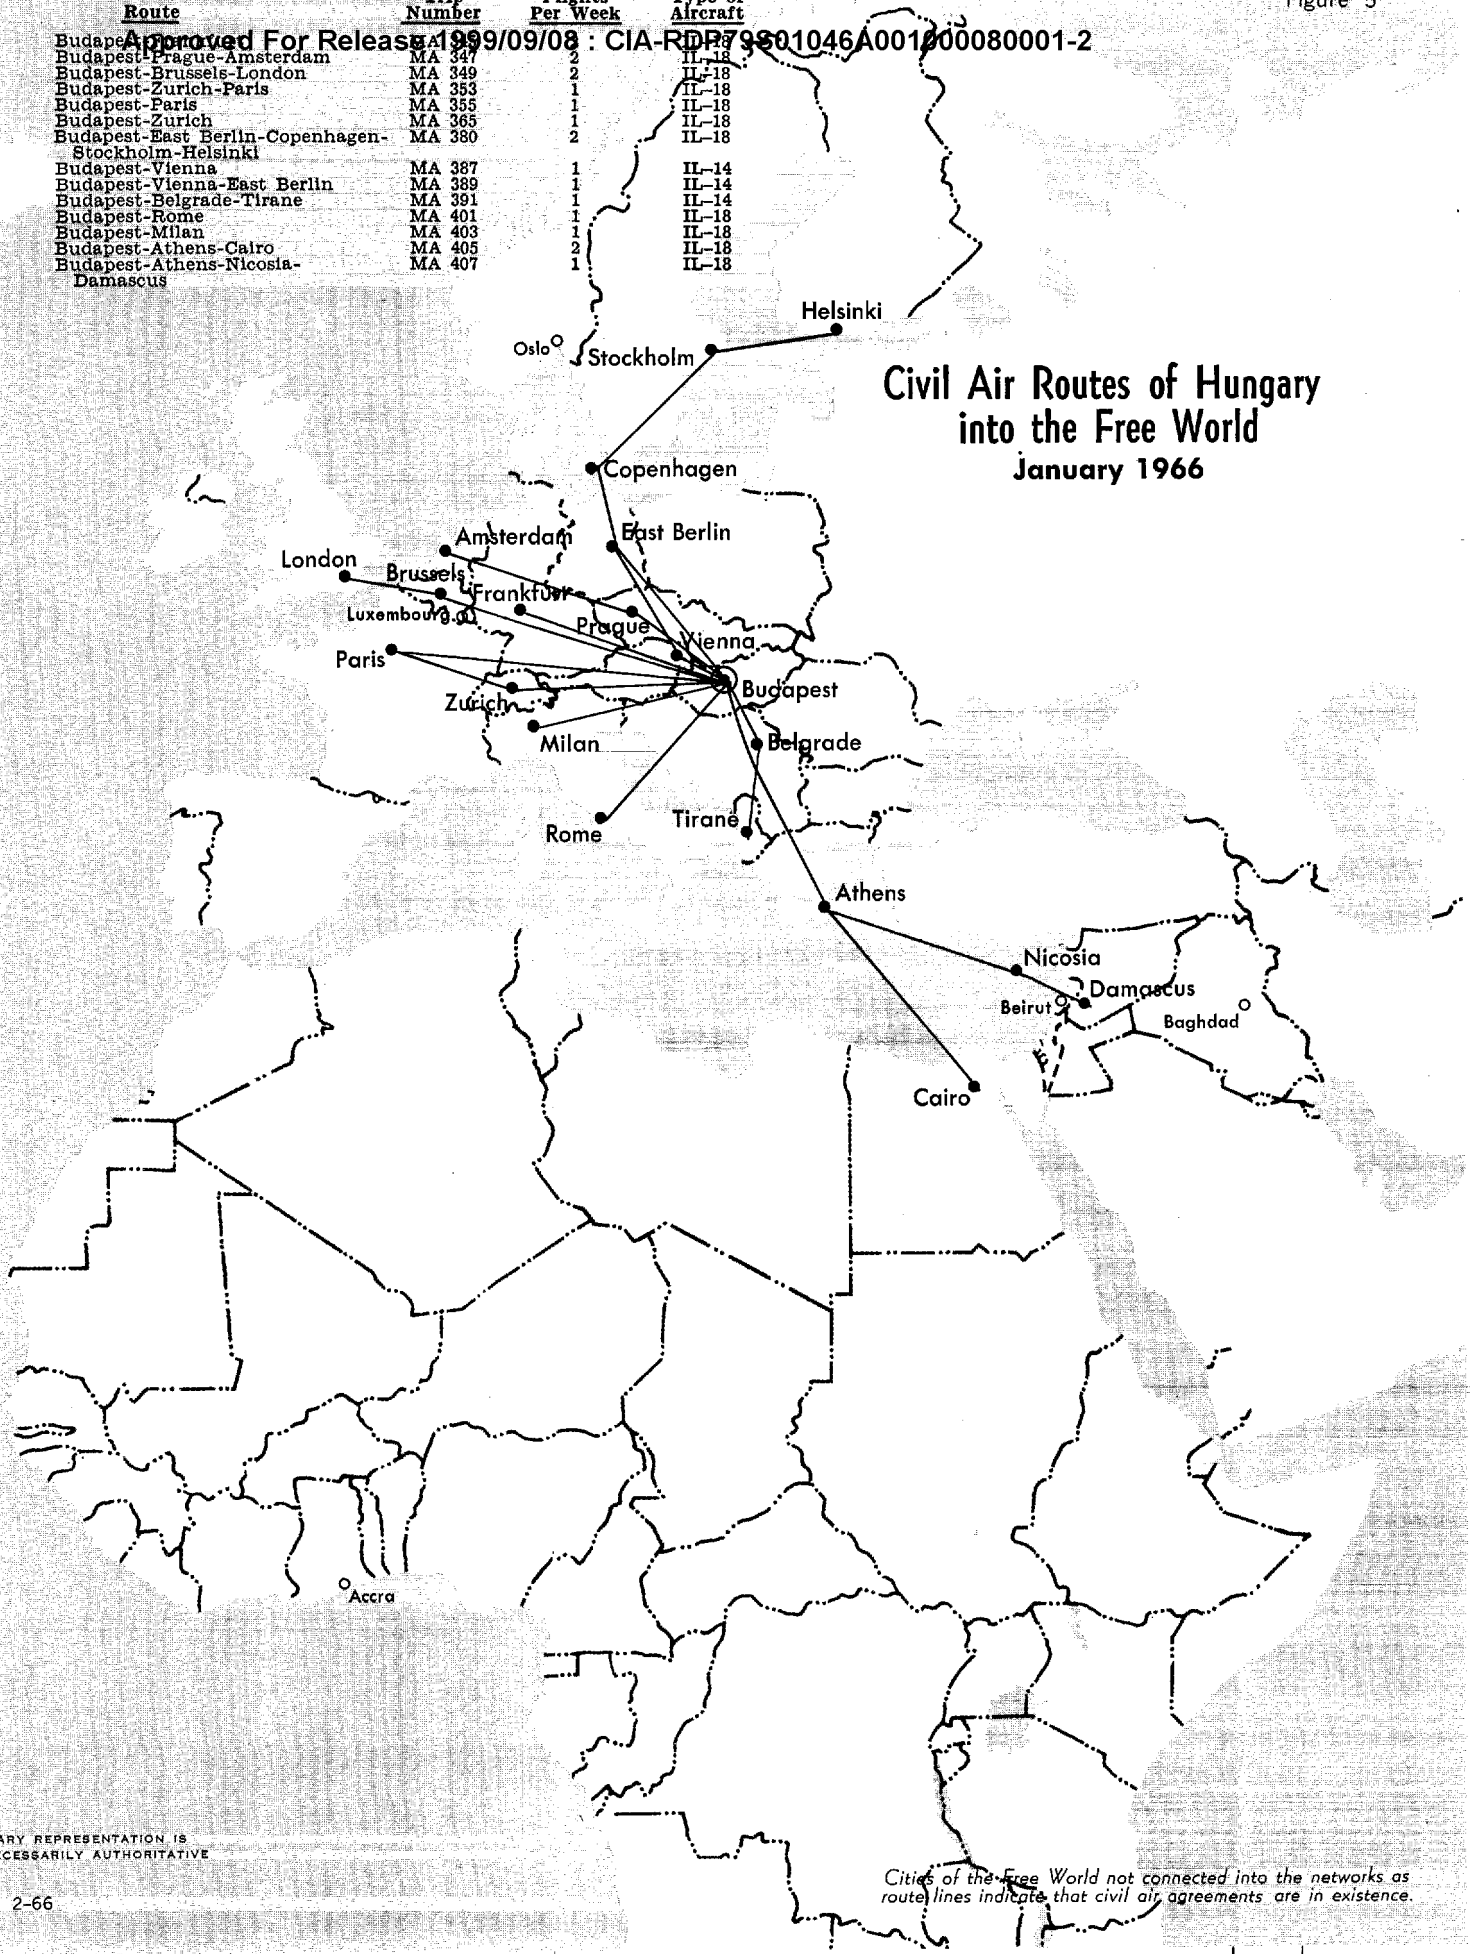 Figure 5
Route Number Per Week Aircraft
Approved For Release 1999/09/08 : CIA-RDP79S01046A001000080001-2
Budapest-Prague-Amsterdam MA 347 2 IL-18
Budapest-Brussels-London MA 349 2 IL-18
Budapest-Zurich-Paris MA 353 1 IL-18
Budapest-Paris MA 355 1 IL-18
Budapest-Zurich MA 365 1 IL-18
Budapest-East Berlin-Copenhagen- MA 380 2 IL-18
Stockholm-Helsinki
Budapest-Vienna MA 387 1 IL-14
Budapest-Vienna-East Berlin MA 389 1 IL-14
Budapest-Belgrade-Tirane MA 391 1 IL-14
Budapest-Rome MA 401 1 IL-18
Budapest-Milan MA 403 1 IL-18
Budapest-Athens-Cairo MA 405 2 IL-18
Budapest-Athens-Nicosia- MA 407 1 IL-18
Damascus
Helsinki
Oslo
Stockholm
Civil Air Routes of Hungary
into the Free World
January 1966
Copenhagen
East Berlin
Amsterdam
London
Brussels
Frankfurt
Luxembourg
Prague
Vienna
Paris
Budapest
Zurich
Milan
Belgrade
Tiranë
Rome
Athens
Nicosia
Damascus
Beirut
Baghdad
Cairo
Accra
ARY REPRESENTATION IS
CESSARILY AUTHORITATIVE
Cities of the Free World not connected into the networks as
route lines indicate that civil air agreements are in existence.
2-66